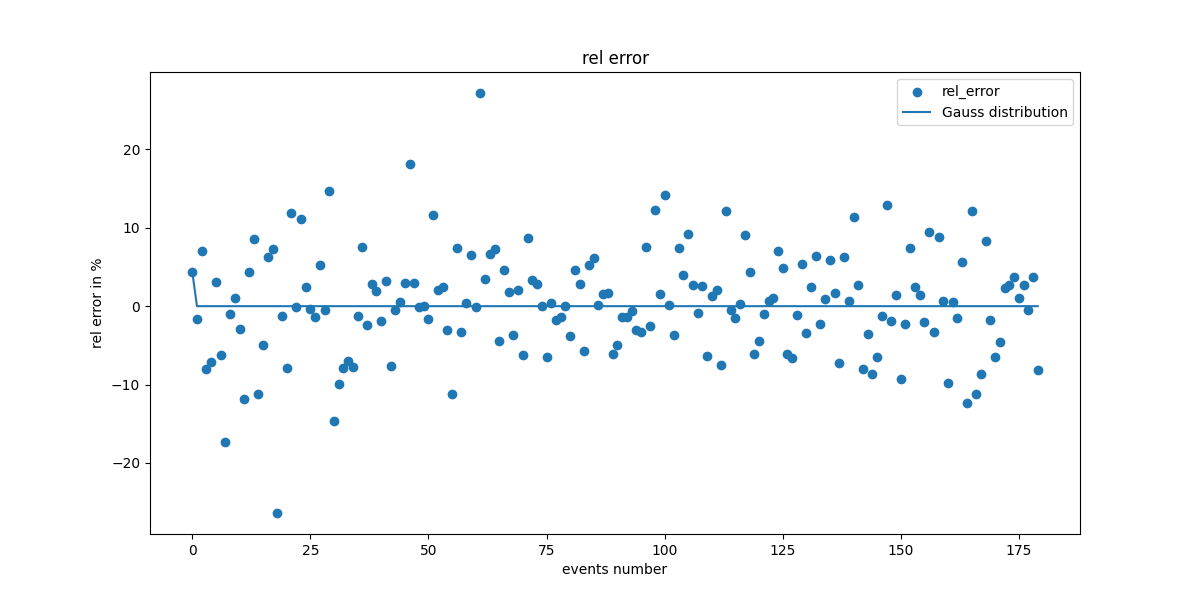 rel error
rel_error
Gauss distribution
20
10
0
−10
−20
rel error in %
0 25 50 75 100 125 150 175
events number